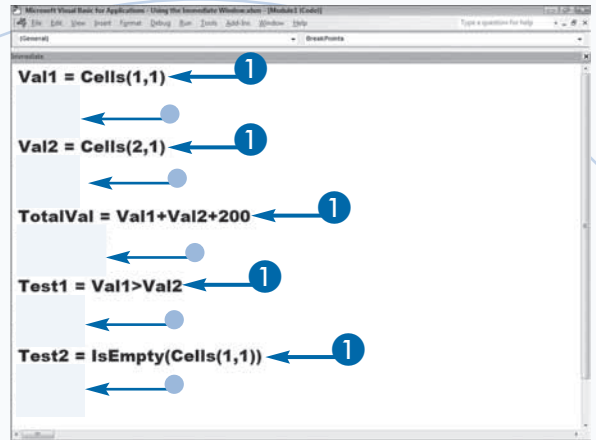 Microsoft Visual Basic for Applications - Using the Immediate Window.xlsm - [Module1 (Code)]
File Edit View Insert Format Debug Run Tools Add-Ins Window Help Type a question for help
(General) BreakPoints
Immediate
Val1 = Cells(1,1) 1
Val2 = Cells(2,1) 1
TotalVal = Val1+Val2+200 1
Test1 = Val1>Val2 1
Test2 = IsEmpty(Cells(1,1)) 1